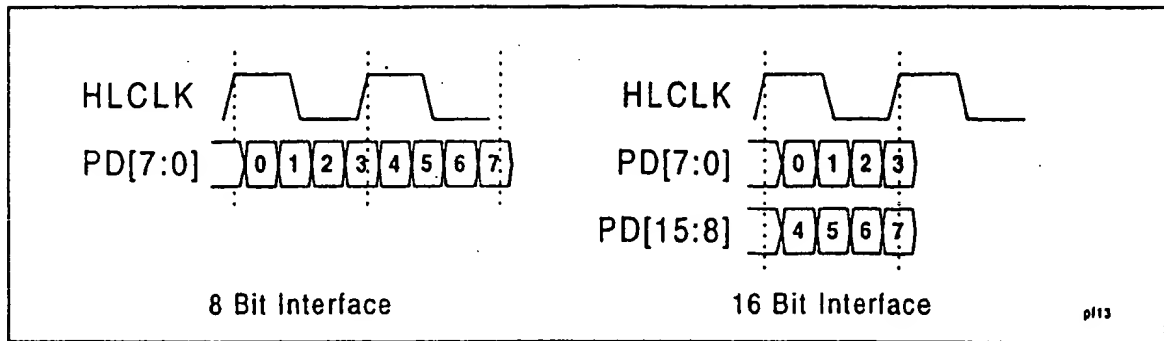 HLCLK
PD[7:0] 0 1 2 3 4 5 6 7
8 Bit Interface
HLCLK
PD[7:0] 0 1 2 3
PD[15:8] 4 5 6 7
16 Bit Interface
pl13